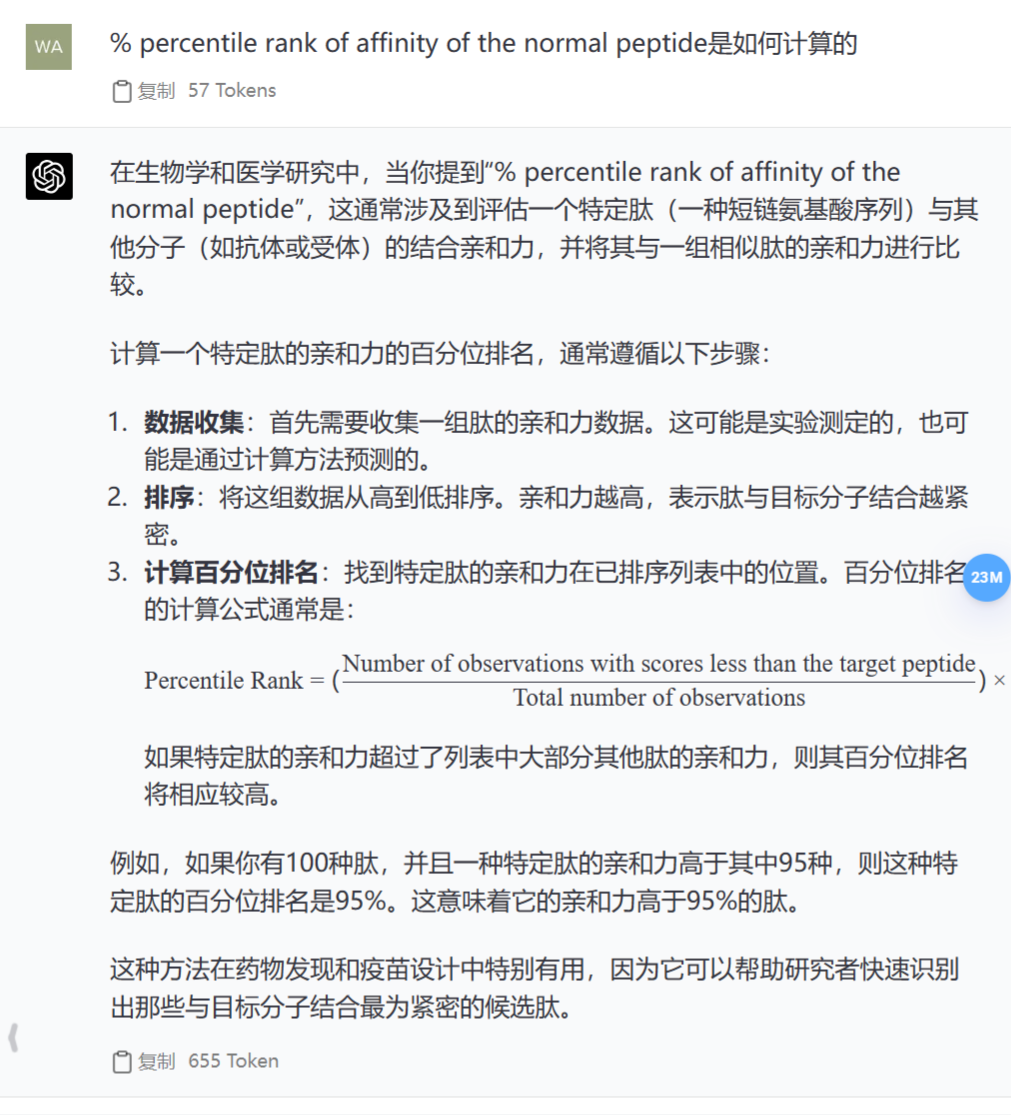 WA
% percentile rank of affinity of the normal peptide是如何计算的
复制 57 Tokens
在生物学和医学研究中，当你提到“% percentile rank of affinity of the
normal peptide”，这通常涉及到评估一个特定肽（一种短链氨基酸序列）与其
他分子（如抗体或受体）的结合亲和力，并将其与一组相似肽的亲和力进行比
较。
计算一个特定肽的亲和力的百分位排名，通常遵循以下步骤：
1. 数据收集：首先需要收集一组肽的亲和力数据。这可能是实验测定的，也可
能是通过计算方法预测的。
2. 排序：将这组数据从高到低排序。亲和力越高，表示肽与目标分子结合越紧
密。
3. 计算百分位排名：找到特定肽的亲和力在已排序列表中的位置。百分位排名
23M
的计算公式通常是：
Percentile Rank = (Number of observations with scores less than the target peptide
Total number of observations) ×
如果特定肽的亲和力超过了列表中大部分其他肽的亲和力，则其百分位排名
将相应较高。
例如，如果你有100种肽，并且一种特定肽的亲和力高于其中95种，则这种特
定肽的百分位排名是95%。这意味着它的亲和力高于95%的肽。
这种方法在药物发现和疫苗设计中特别有用，因为它可以帮助研究者快速识别
出那些与目标分子结合最为紧密的候选肽。
复制 655 Token